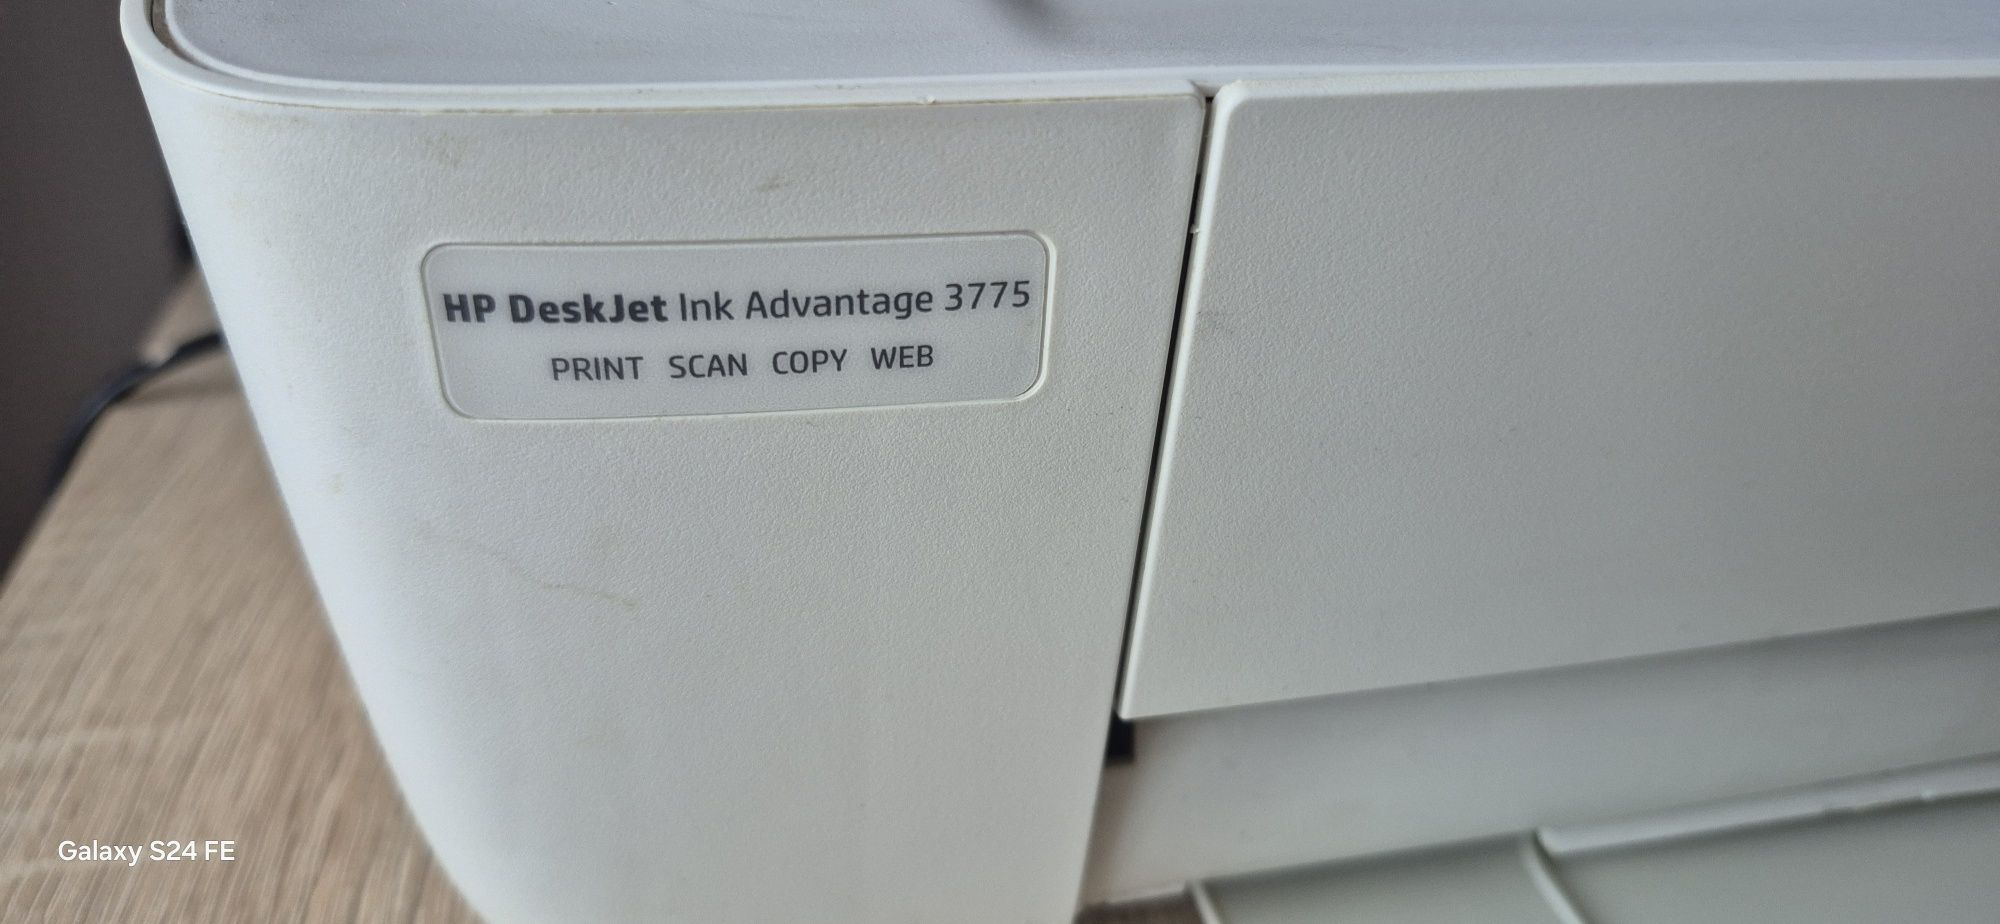 HP DeskJet Ink Advantage 3775
PRINT SCAN COPY WEB
Galaxy S24 FE